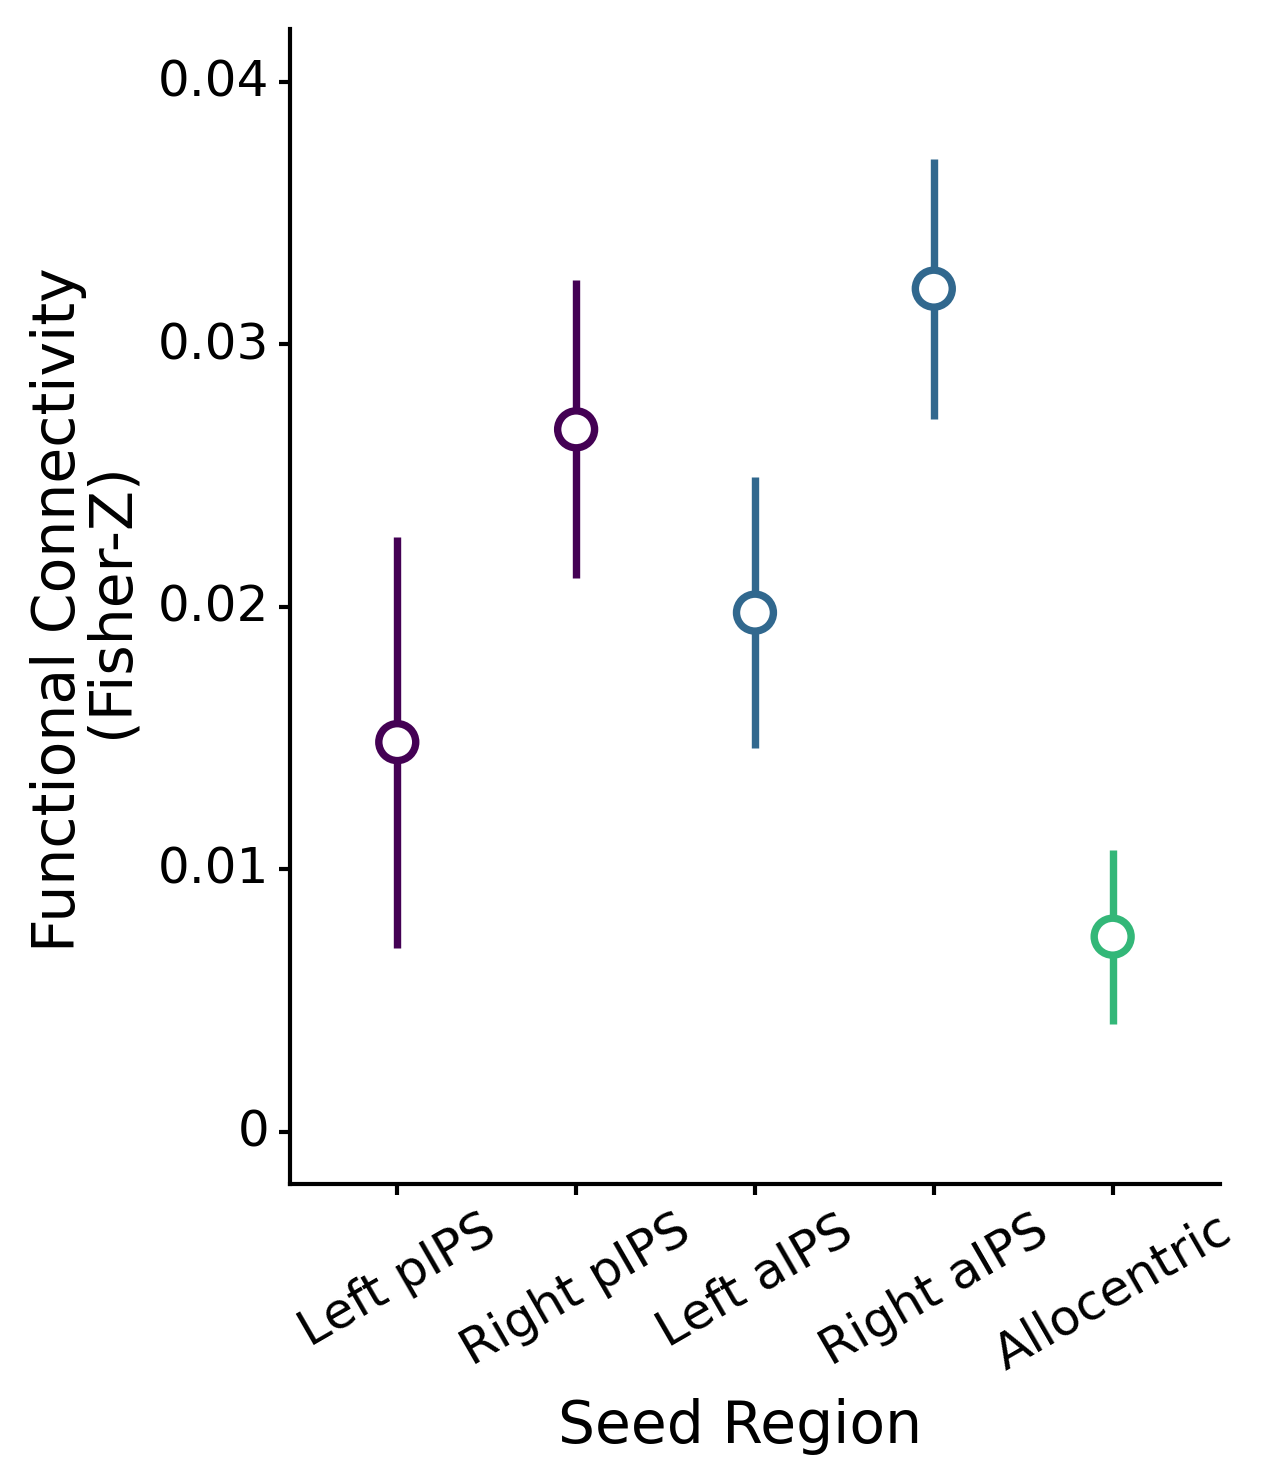 0.04
0.03
0.02
0.01
0
Functional Connectivity
(Fisher-Z)
Left pIPS
Right pIPS
Left aIPS
Right aIPS
Allocentric
Seed Region